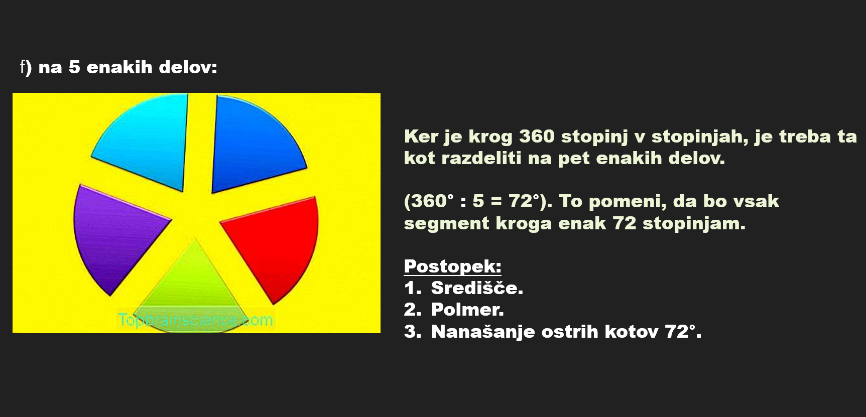 f) na 5 enakih delov:
Ker je krog 360 stopinj v stopinjah, je treba ta
kot razdeliti na pet enakih delov.
(360° : 5 = 72°). To pomeni, da bo vsak
segment kroga enak 72 stopinjam.
Postopek:
1. Središče.
2. Polmer.
3. Nanašanje ostrih kotov 72°.